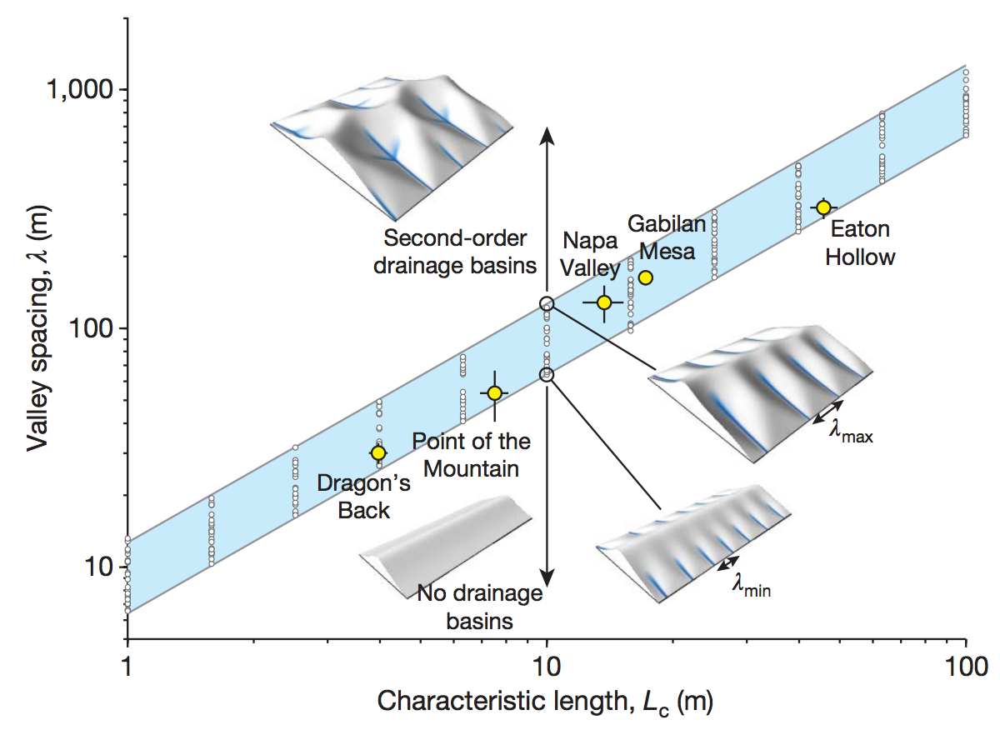 1,000
100
10
Valley spacing, λ (m)
Second-order
drainage basins
Napa
Valley
Gabilan
Mesa
Eaton
Hollow
λmax
Point of the
Mountain
Dragon's
Back
No drainage
basins
λmin
1
10
100
Characteristic length, Lc (m)